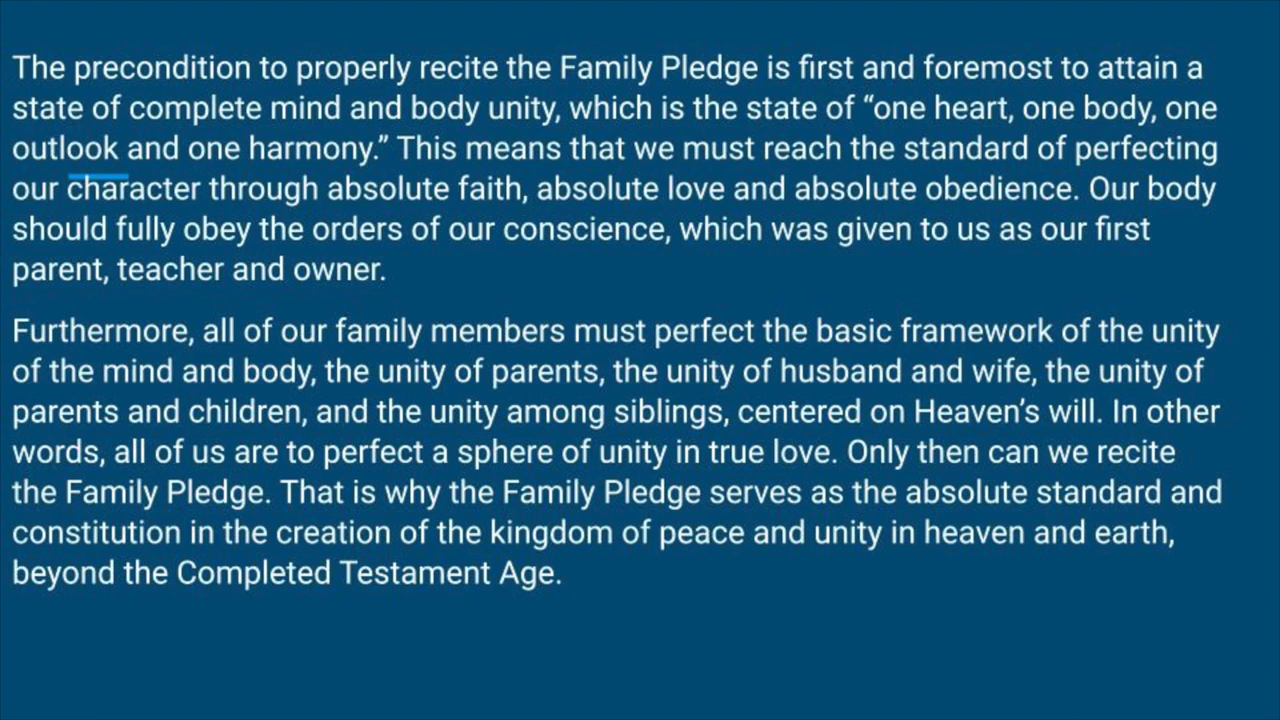 The precondition to properly recite the Family Pledge is first and foremost to attain a
state of complete mind and body unity, which is the state of “one heart, one body, one
outlook and one harmony.” This means that we must reach the standard of perfecting
our character through absolute faith, absolute love and absolute obedience. Our body
should fully obey the orders of our conscience, which was given to us as our first
parent, teacher and owner.
Furthermore, all of our family members must perfect the basic framework of the unity
of the mind and body, the unity of parents, the unity of husband and wife, the unity of
parents and children, and the unity among siblings, centered on Heaven’s will. In other
words, all of us are to perfect a sphere of unity in true love. Only then can we recite
the Family Pledge. That is why the Family Pledge serves as the absolute standard and
constitution in the creation of the kingdom of peace and unity in heaven and earth,
beyond the Completed Testament Age.